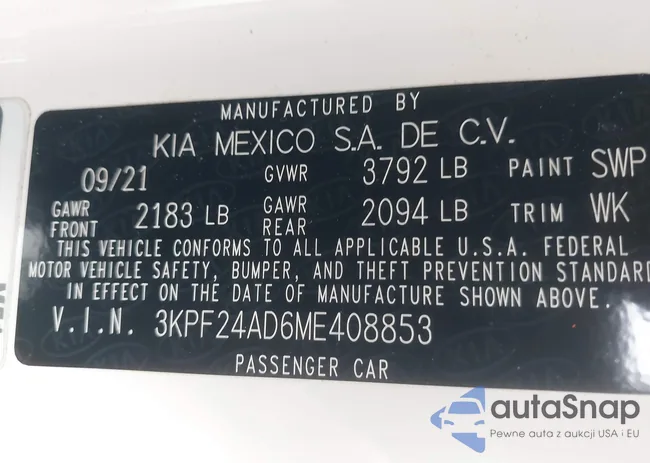 MANUFACTURED BY
KIA MEXICO S.A. DE C.V.
09/21 GVWR 3792 LB PAINT SWP
GAWR FRONT 2183 LB GAWR REAR 2094 LB TRIM WK
THIS VEHICLE CONFORMS TO ALL APPLICABLE U.S.A. FEDERAL
MOTOR VEHICLE SAFETY, BUMPER, AND THEFT PREVENTION STANDARD
IN EFFECT ON THE DATE OF MANUFACTURE SHOWN ABOVE.
V.I.N. 3KPF24AD6ME408853
PASSENGER CAR
autaSnap
Pewne auta z aukcji USA i EU